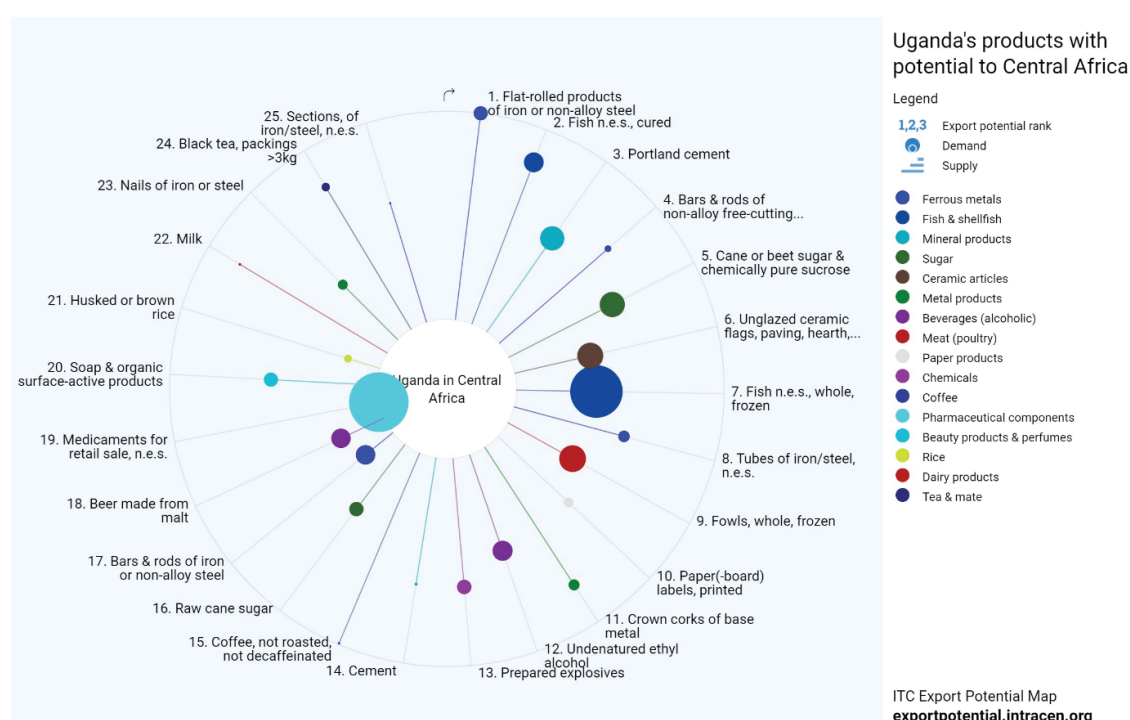 Uganda's products with
potential to Central Africa
Legend
1,2,3 Export potential rank
Demand
Supply
Ferrous metals
Fish & shellfish
Mineral products
Sugar
Ceramic articles
Metal products
Beverages (alcoholic)
Meat (poultry)
Paper products
Chemicals
Coffee
Pharmaceutical components
Beauty products & perfumes
Rice
Dairy products
Tea & mate
1. Flat-rolled products
of iron or non-alloy steel
2. Fish n.e.s., cured
3. Portland cement
4. Bars & rods of
non-alloy free-cutting...
5. Cane or beet sugar &
chemically pure sucrose
6. Unglazed ceramic
flags, paving, hearth,...
7. Fish n.e.s., whole,
frozen
8. Tubes of iron/steel,
n.e.s.
9. Fowls, whole, frozen
10. Paper(-board)
labels, printed
11. Crown corks of base
metal
12. Undenatured ethyl
alcohol
13. Prepared explosives
14. Cement
15. Coffee, not roasted,
not decaffeinated
16. Raw cane sugar
17. Bars & rods of iron
or non-alloy steel
18. Beer made from
malt
19. Medicaments for
retail sale, n.e.s.
20. Soap & organic
surface-active products
21. Husked or brown
rice
22. Milk
23. Nails of iron or steel
24. Black tea, packings
>3kg
25. Sections, of
iron/steel, n.e.s.
Uganda in Central
Africa
ITC Export Potential Map
exportpotential.intracen.org